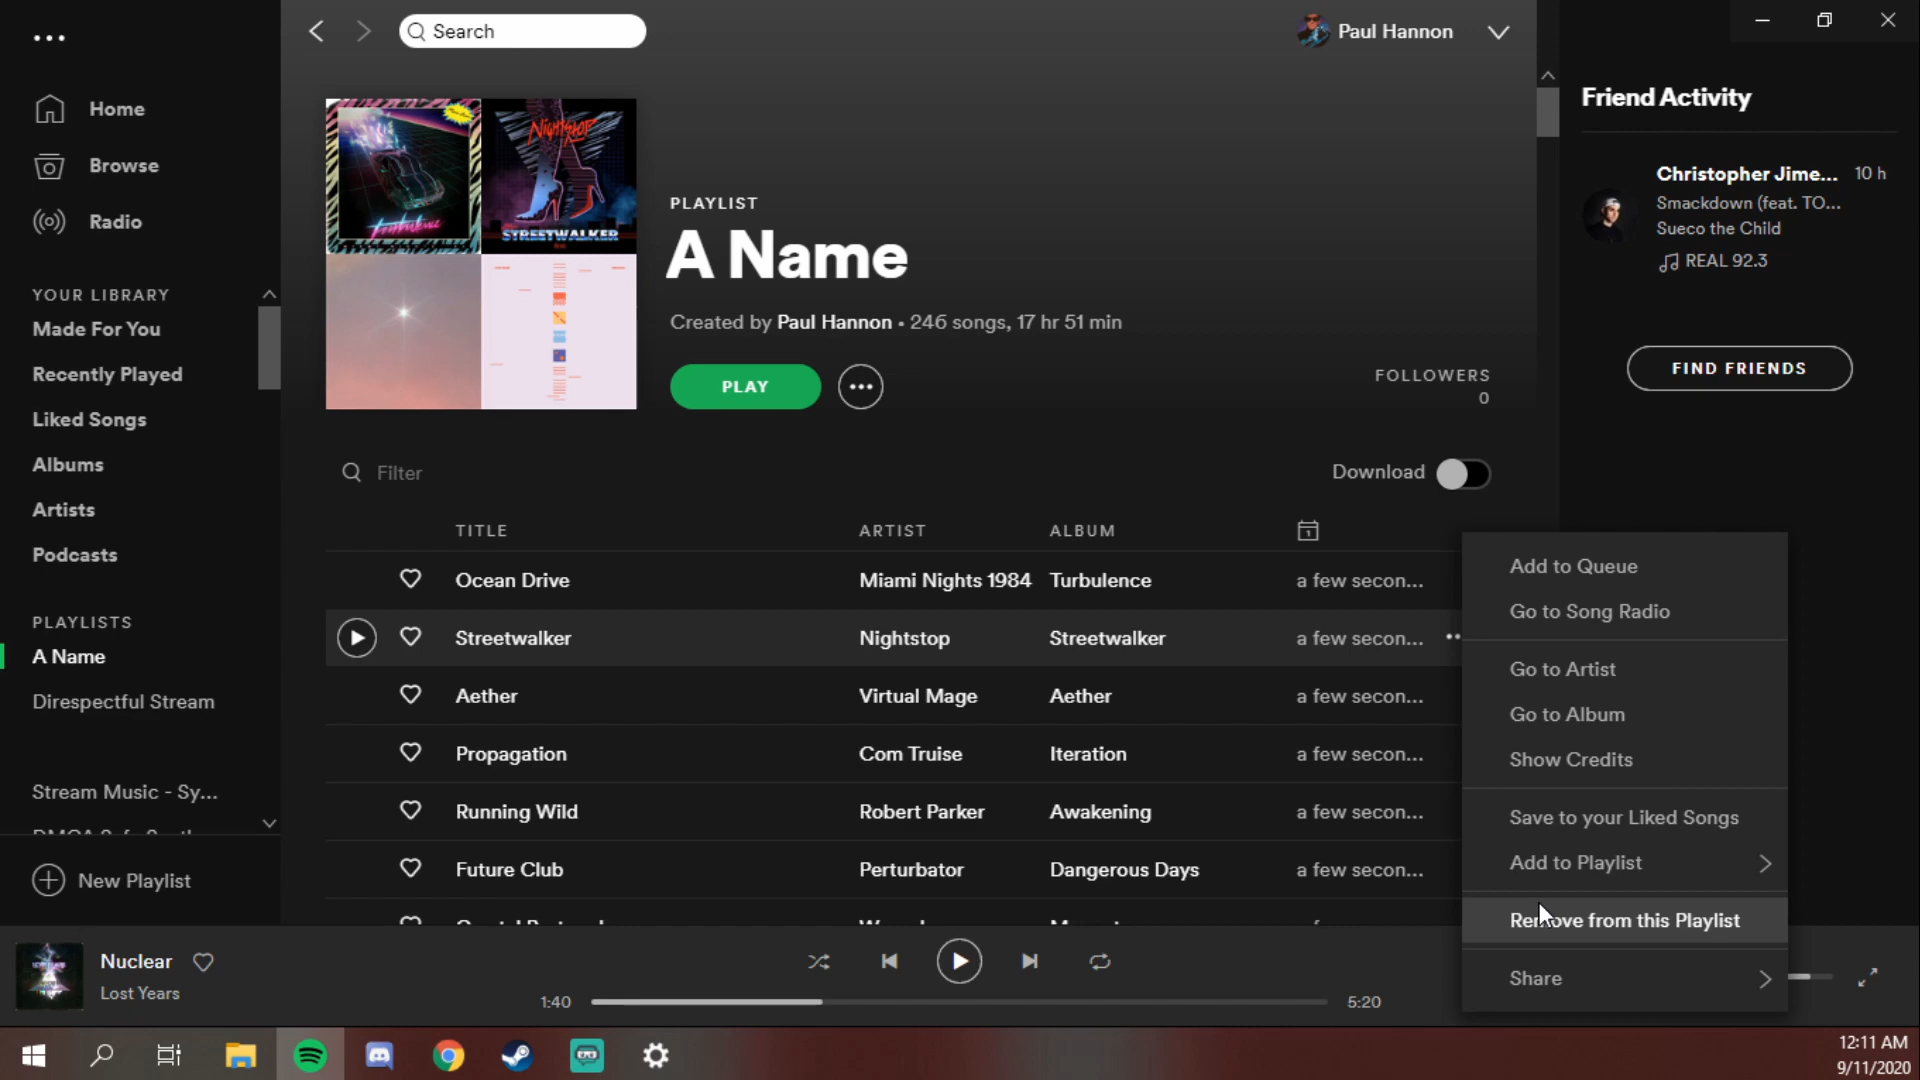 Search
Paul Hannon
Home
Browse
Radio
YOUR LIBRARY
Made For You
Recently Played
Liked Songs
Albums
Artists
Podcasts
PLAYLISTS
A Name
Direspectful Stream
Stream Music - Sy...
New Playlist
NIGHTSTOP
STREETWALKER
PLAYLIST
A Name
Created by Paul Hannon • 246 songs, 17 hr 51 min
PLAY
FOLLOWERS
0
Filter
Download
TITLE ARTIST ALBUM
Ocean Drive Miami Nights 1984 Turbulence a few secon...
Streetwalker Nightstop Streetwalker a few secon...
Aether Virtual Mage Aether a few secon...
Propagation Com Truise Iteration a few secon...
Running Wild Robert Parker Awakening a few secon...
Future Club Perturbator Dangerous Days a few secon...
Friend Activity
Christopher Jime... 10 h
Smackdown (feat. TO...
Sueco the Child
REAL 92.3
FIND FRIENDS
Add to Queue
Go to Song Radio
Go to Artist
Go to Album
Show Credits
Save to your Liked Songs
Add to Playlist
Remove from this Playlist
Share
Nuclear
Lost Years
1:40
5:20
12:11 AM
9/11/2020